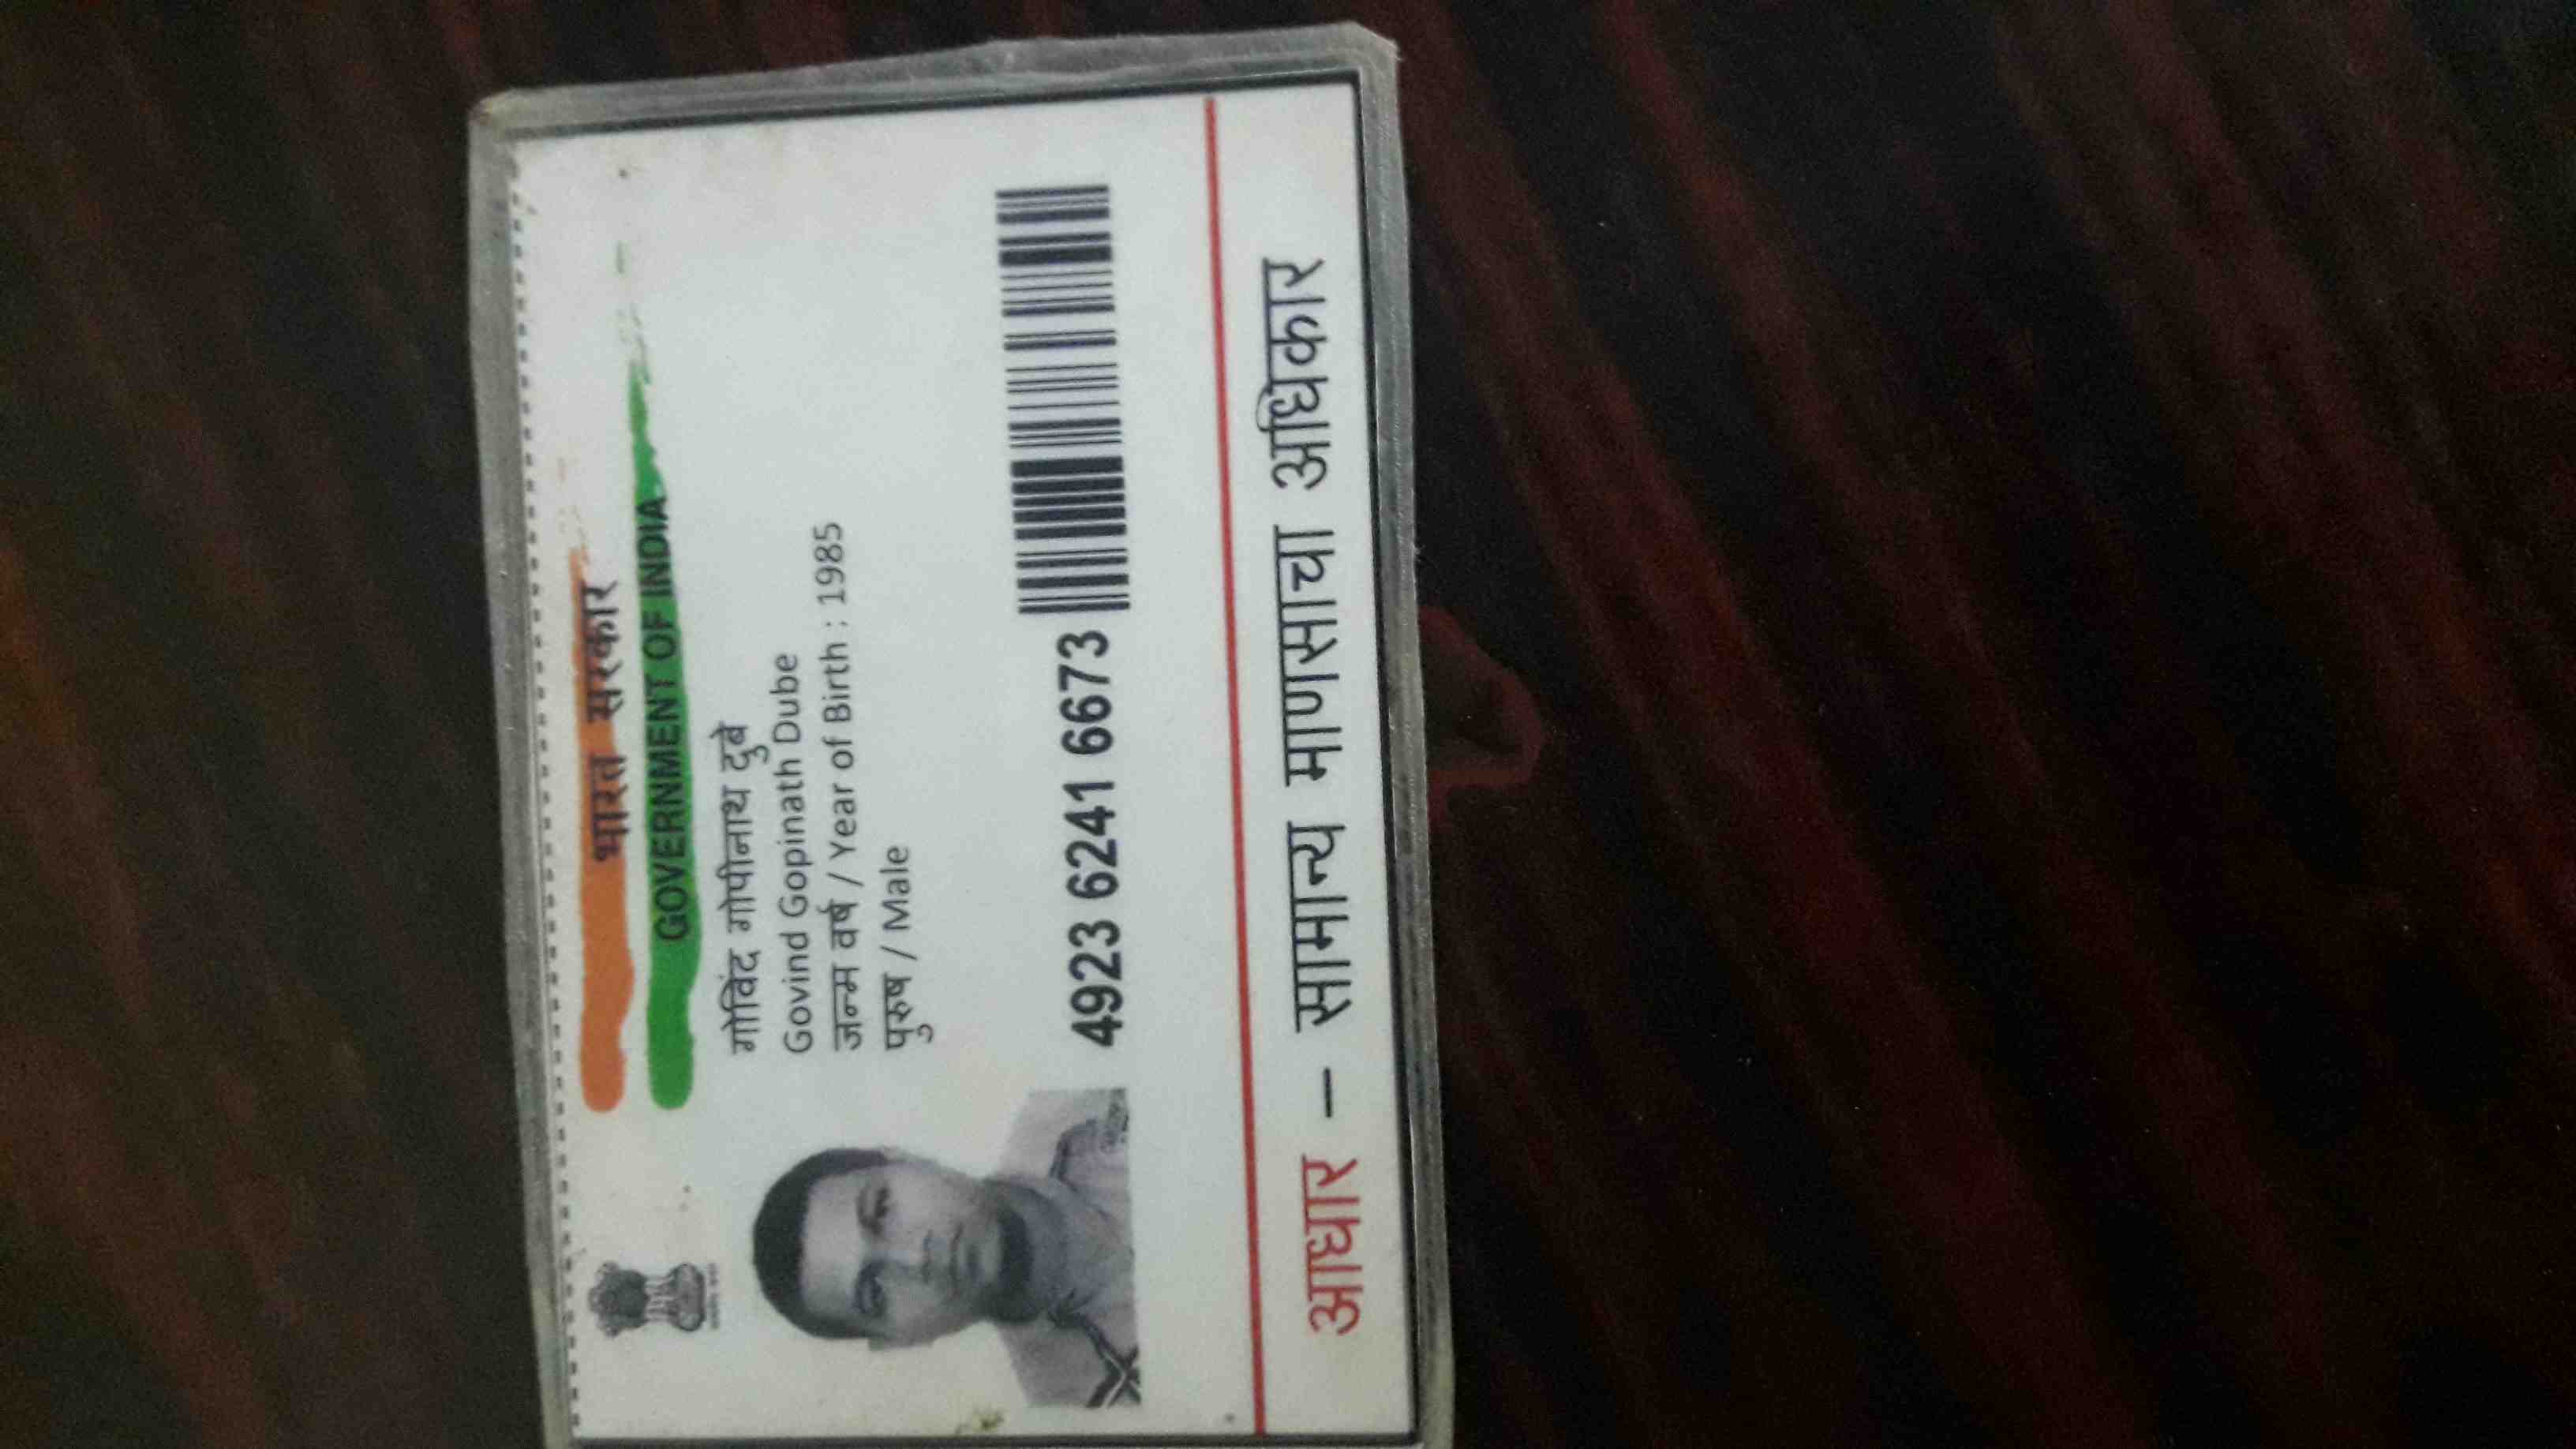 भारत सरकार
GOVERNMENT OF INDIA
गोविंद गोपीनाथ दुबे
Govind Gopinath Dube
जन्म वर्ष / Year of Birth : 1985
पुरुष / Male
4923 6241 6673
आधार – सामान्य माणसाचा अधिकार